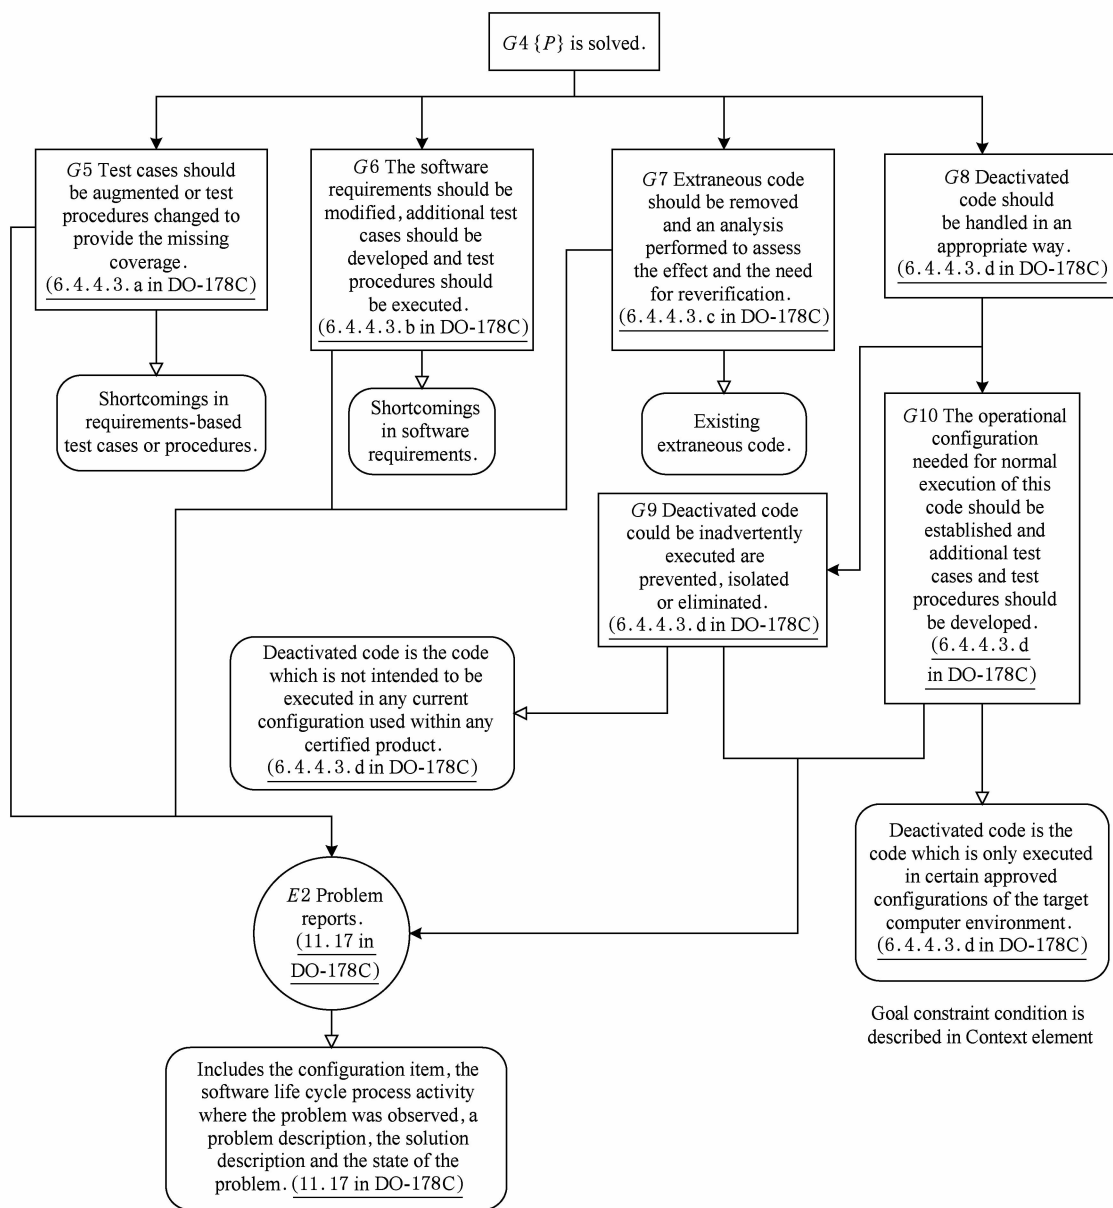 G4 {P} is solved.
G5 Test cases should
be augmented or test
procedures changed to
provide the missing
coverage.
(6.4.4.3.a in DO-178C)
G6 The software
requirements should be
modified, additional test
cases should be
developed and test
procedures should
be executed.
(6.4.4.3.b in DO-178C)
G7 Extraneous code
should be removed
and an analysis
performed to assess
the effect and the need
for reverification.
(6.4.4.3.c in DO-178C)
G8 Deactivated
code should
be handled in an
appropriate way.
(6.4.4.3.d in DO-178C)
Shortcomings in
requirements-based
test cases or procedures.
Shortcomings
in software
requirements.
Existing
extraneous code.
G10 The operational
configuration
needed for normal
execution of this
code should be
established and
additional test
cases and test
procedures should
be developed.
(6.4.4.3.d
in DO-178C)
G9 Deactivated code
could be inadvertently
executed are
prevented, isolated
or eliminated.
(6.4.4.3.d in DO-178C)
Deactivated code is the code
which is not intended to be
executed in any current
configuration used within any
certified product.
(6.4.4.3.d in DO-178C)
Deactivated code is the
code which is only executed
in certain approved
configurations of the target
computer environment.
(6.4.4.3.d in DO-178C)
E2 Problem
reports.
(11.17 in
DO-178C)
Goal constraint condition is
described in Context element
Includes the configuration item, the
software life cycle process activity
where the problem was observed, a
problem description, the solution
description and the state of the
problem. (11.17 in DO-178C)